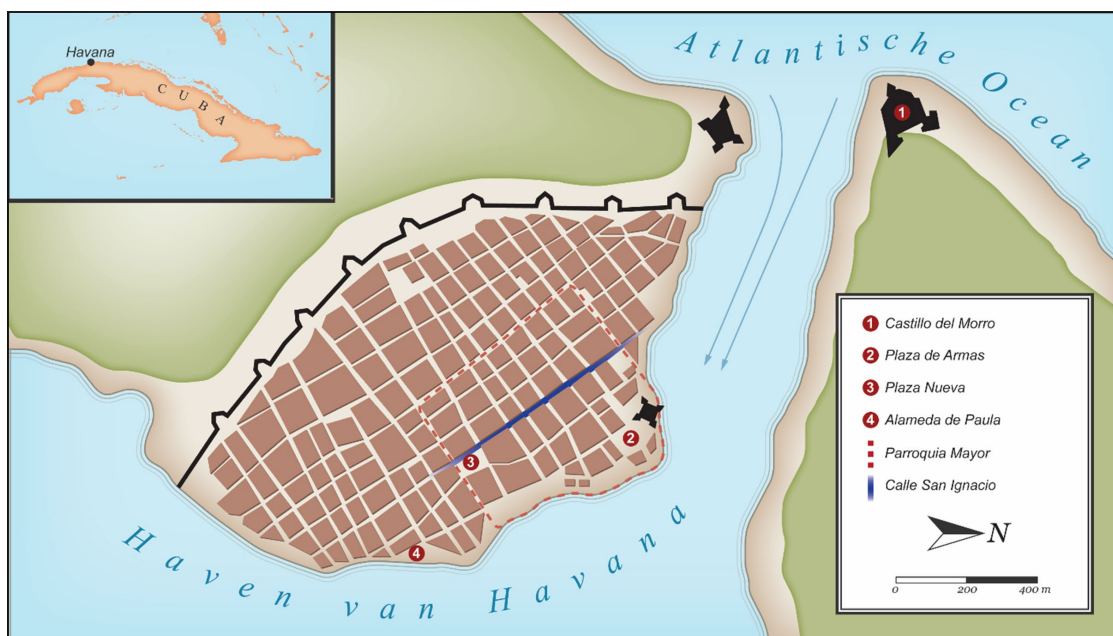 Havana
CUBA
Atlantische Ocean
1
2
3
4
Haven van Havana
1 Castillo del Morro
2 Plaza de Armas
3 Plaza Nueva
4 Alameda de Paula
Parroquia Mayor
Calle San Ignacio
N
0 200 400 m